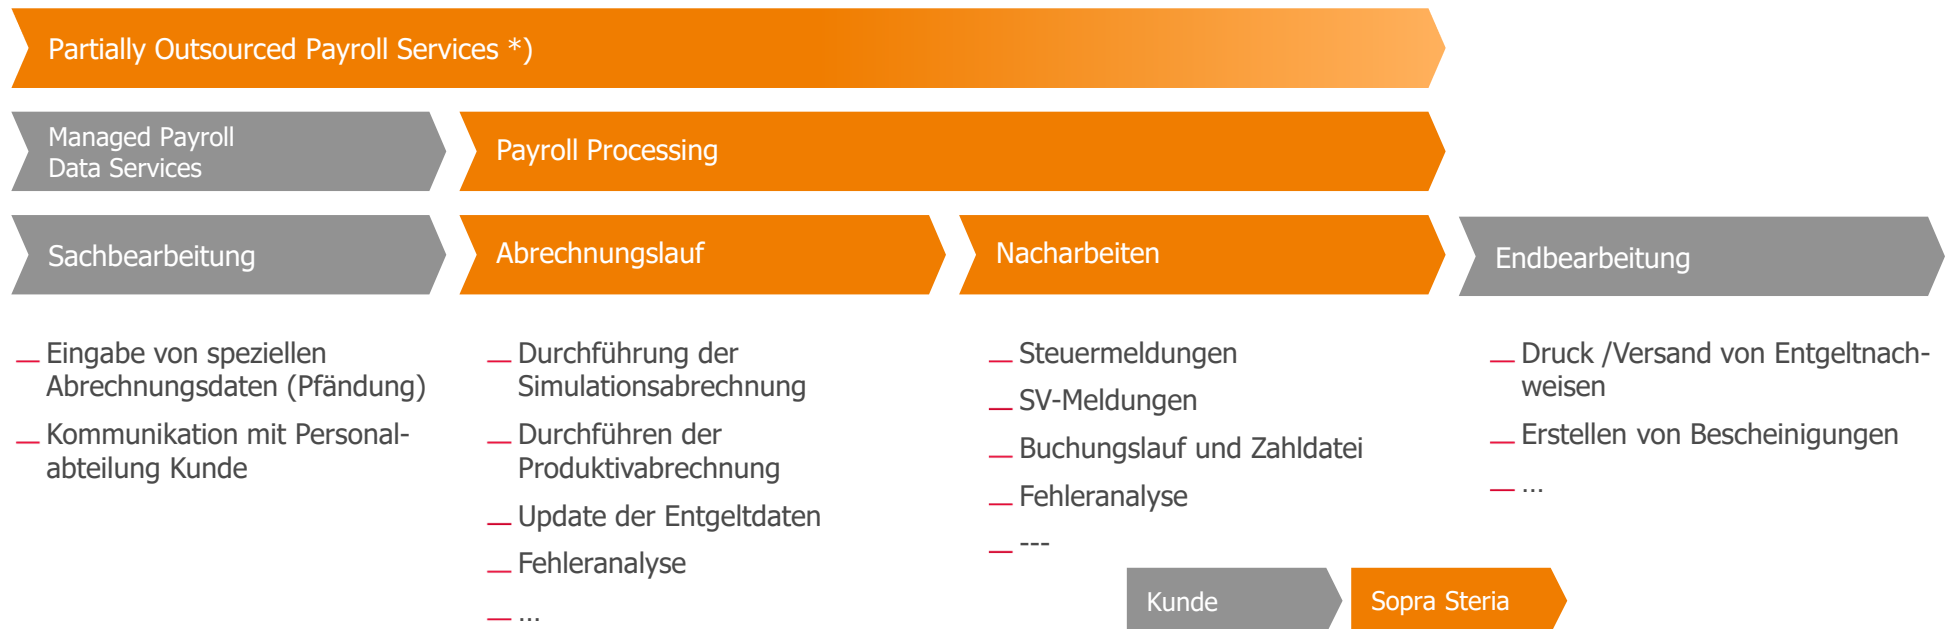 Partially Outsourced Payroll Services *)
Managed Payroll
Data Services
Payroll Processing
Sachbearbeitung
Abrechnungslauf
Nacharbeiten
Endbearbeitung
Eingabe von speziellen
Abrechnungsdaten (Pfändung)
Kommunikation mit Personal-
abteilung Kunde
Durchführung der
Simulationsabrechnung
Durchführen der
Produktivabrechnung
Update der Entgeltdaten
Fehleranalyse
...
Steuermeldungen
SV-Meldungen
Buchungslauf und Zahldatei
Fehleranalyse
---
Druck /Versand von Entgeltnach-
weisen
Erstellen von Bescheinigungen
...
Kunde
Sopra Steria